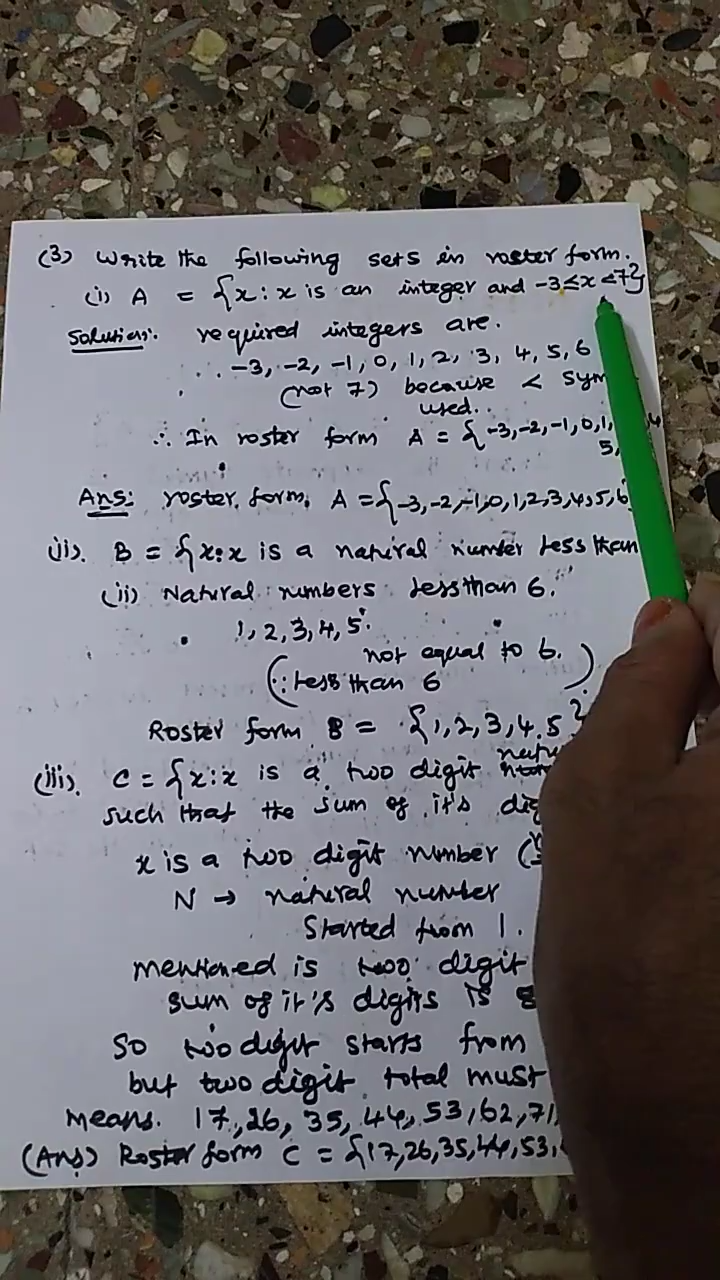 (3) Write the following sets in roster form.
(i) A = {x : x is an integer and -3≤x<7}
Solution: required integers are.
∴ -3, -2, -1, 0, 1, 2, 3, 4, 5, 6
(not 7) because < sym
used.
∴ In roster form A = {-3, -2, -1, 0, 1, 4
5,
Ans: roster form, A = {-3, -2, -1, 0, 1, 2, 3, 4, 5, 6
(ii). B = {x : x is a natural number less than
(ii) Natural numbers less than 6.
1, 2, 3, 4, 5.
not equal to 6.
(∵ less than 6 )
Roster form B = {1, 2, 3, 4, 5}
(iii). C = {x : x is a two digit
such that the sum of it's dig
x is a two digit number (
N → natural number
Started from 1.
mentioned is two digit
sum of it's digits is 8
So two digit starts from
but two digit total must
means. 17, 26, 35, 44, 53, 62, 71,
(Ans) Roster form C = {17, 26, 35, 44, 53,